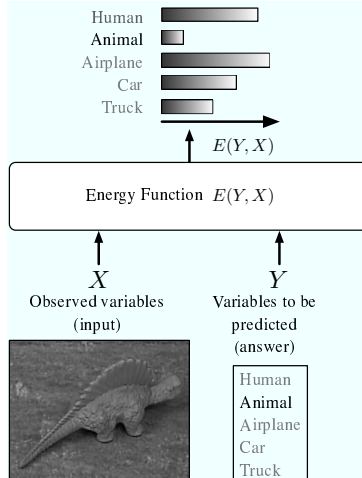 Human
Animal
Airplane
Car
Truck
E(Y, X)
Energy Function E(Y, X)
X
Observed variables
(input)
Y
Variables to be
predicted
(answer)
Human
Animal
Airplane
Car
Truck